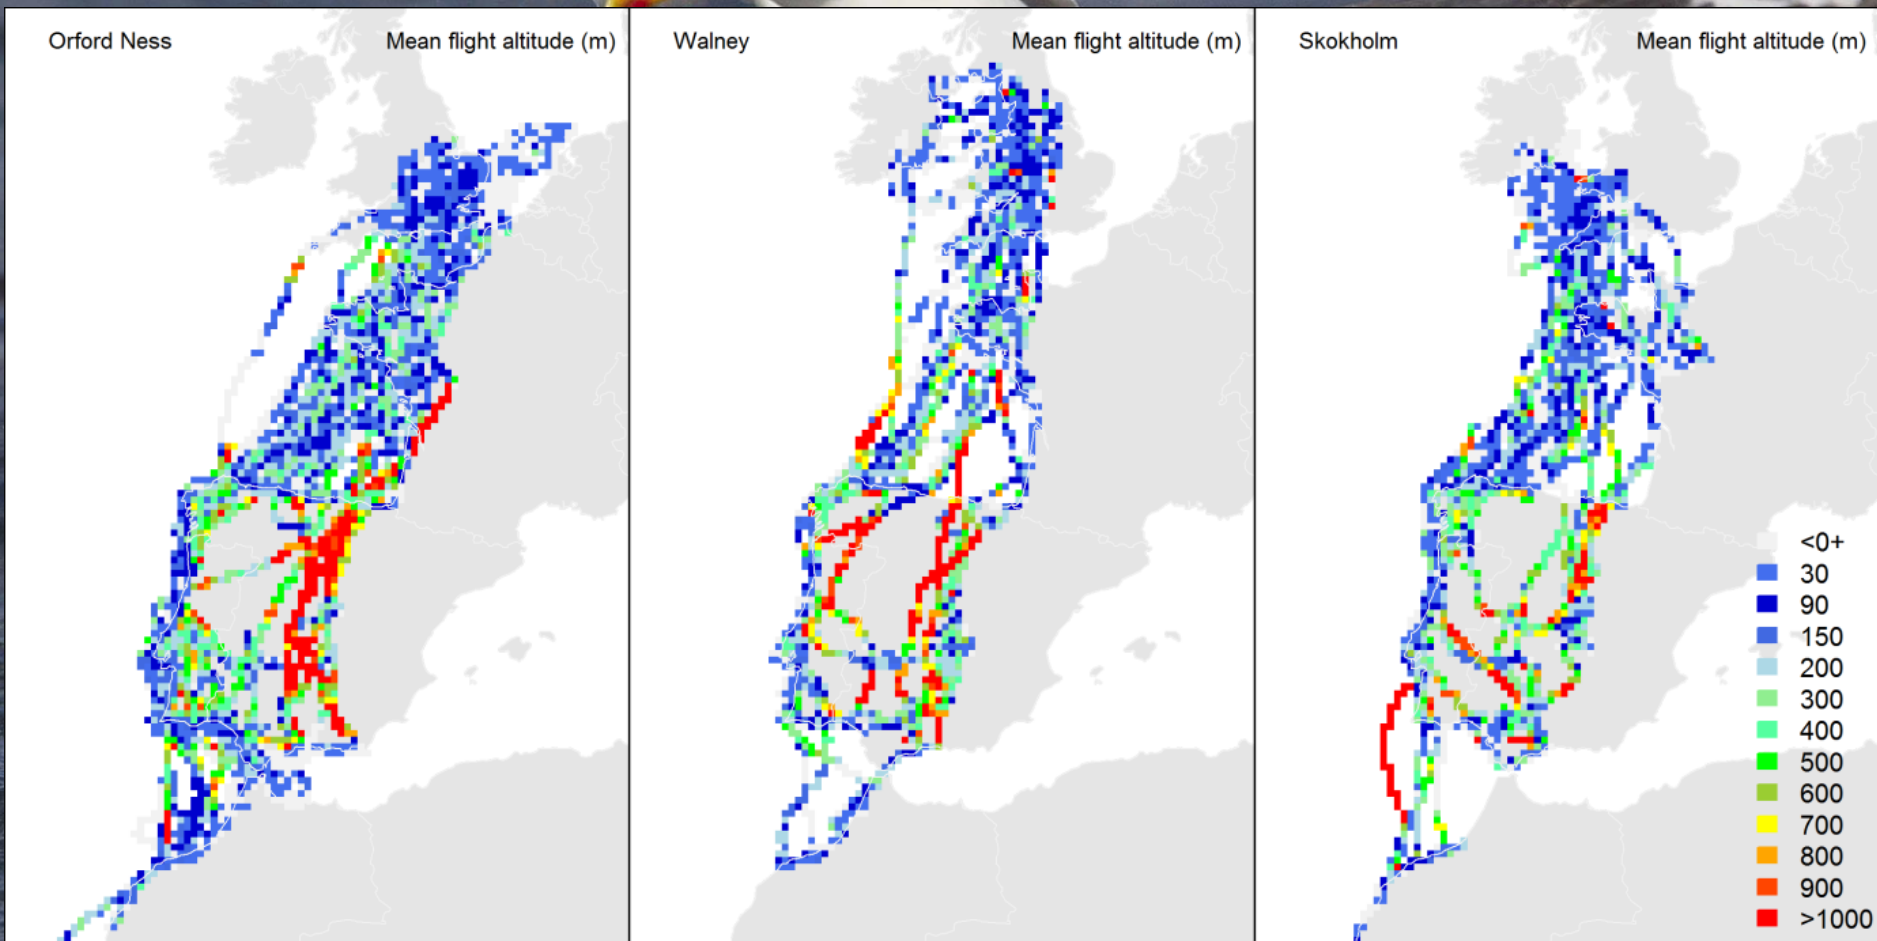 Orford Ness
Mean flight altitude (m)
Walney
Mean flight altitude (m)
Skokholm
Mean flight altitude (m)
<0+
30
90
150
200
300
400
500
600
700
800
900
>1000